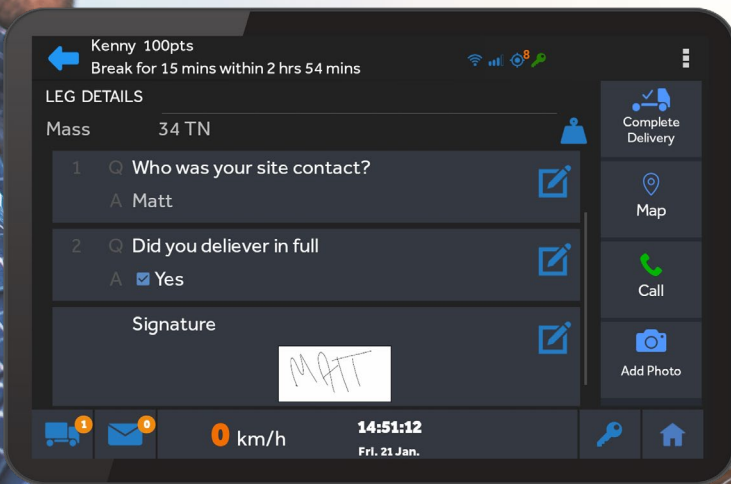 Kenny 100pts
Break for 15 mins within 2 hrs 54 mins
8
LEG DETAILS
Mass 34 TN
1 Q Who was your site contact?
A Matt
2 Q Did you deliever in full
A Yes
Signature
MATT
Complete
Delivery
Map
Call
Add Photo
1
0
0 km/h
14:51:12
Fri. 21 Jan.